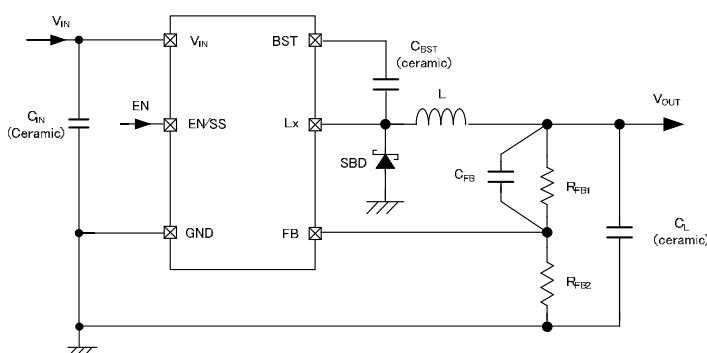 VIN
VIN
BST
CBST
(ceramic)
L
VOUT
CIN
(Ceramic)
EN
EN/SS
Lx
SBD
CFB
RFB1
GND
FB
CL
(ceramic)
RFB2